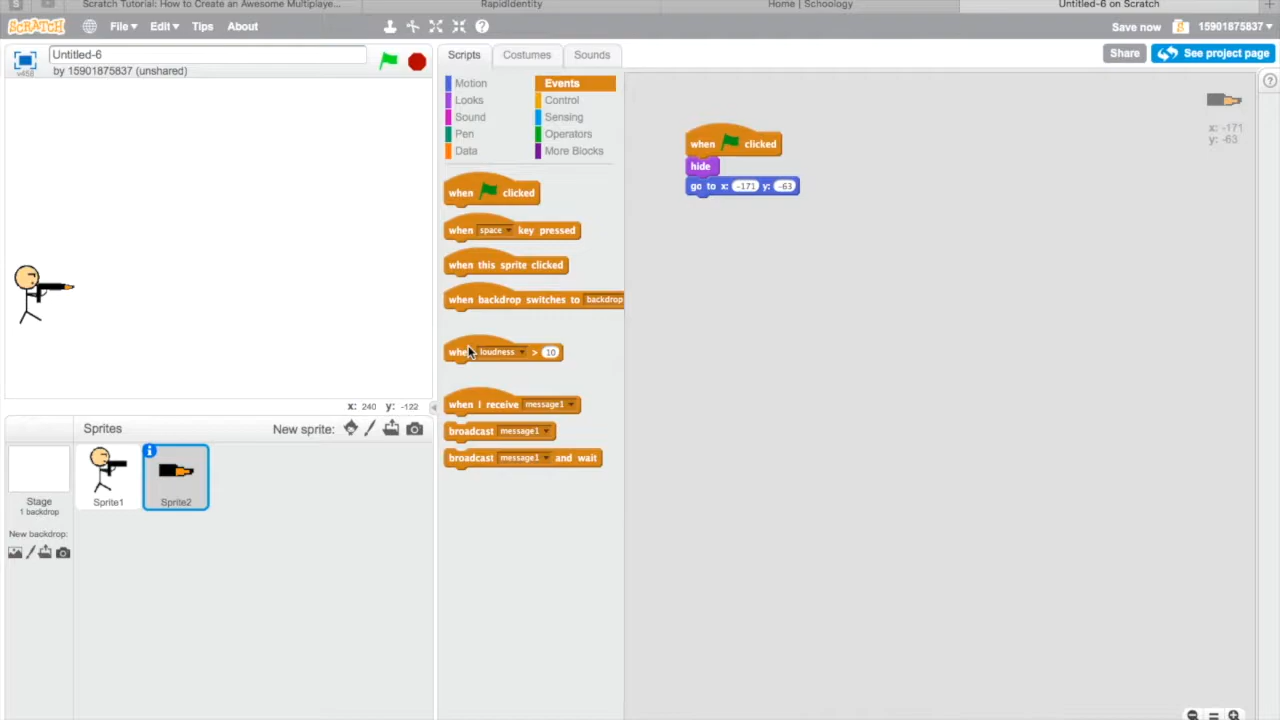 Scratch Tutorial: How to Create an Awesome Multiplaye...
RapidIdentity
Home | Schoology
Untitled-6 on Scratch
SCRATCH
File
Edit
Tips
About
Save now
15901875837
v458
Untitled-6
by 15901875837 (unshared)
Scripts
Costumes
Sounds
Share
See project page
Motion
Events
Looks
Control
Sound
Sensing
Pen
Operators
Data
More Blocks
when clicked
when space key pressed
when this sprite clicked
when backdrop switches to backdrop
when loudness > 10
when I receive message1
broadcast message1
broadcast message1 and wait
when clicked
hide
go to x: -171 y: -63
x: -171
y: -63
x: 240 y: -122
Sprites
New sprite:
Stage
1 backdrop
New backdrop:
Sprite1
Sprite2